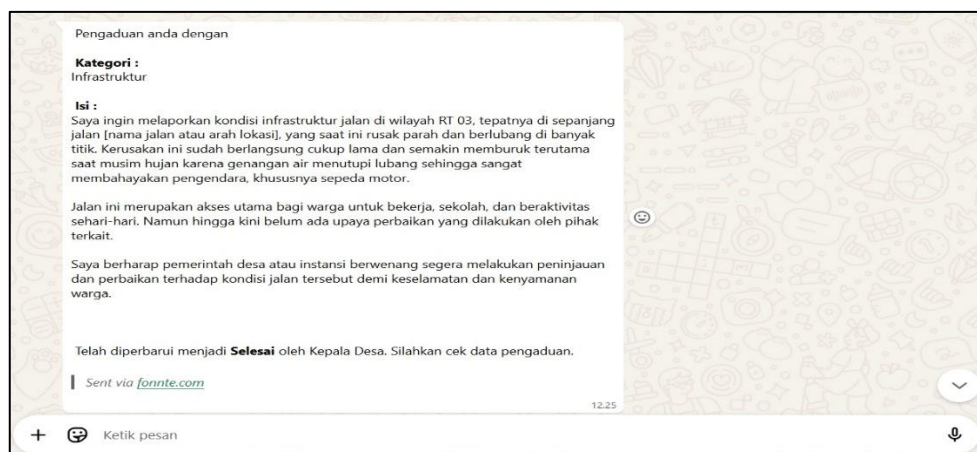 Pengaduan anda dengan
Kategori :
Infrastruktur
Isi :
Saya ingin melaporkan kondisi infrastruktur jalan di wilayah RT 03, tepatnya di sepanjang
jalan [nama jalan atau arah lokasi], yang saat ini rusak parah dan berlubang di banyak
titik. Kerusakan ini sudah berlangsung cukup lama dan semakin memburuk terutama
saat musim hujan karena genangan air menutupi lubang sehingga sangat
membahayakan pengendara, khususnya sepeda motor.
Jalan ini merupakan akses utama bagi warga untuk bekerja, sekolah, dan beraktivitas
sehari-hari. Namun hingga kini belum ada upaya perbaikan yang dilakukan oleh pihak
terkait.
Saya berharap pemerintah desa atau instansi berwenang segera melakukan peninjauan
dan perbaikan terhadap kondisi jalan tersebut demi keselamatan dan kenyamanan
warga.
Telah diperbarui menjadi Selesai oleh Kepala Desa. Silahkan cek data pengaduan.
Sent via fonnte.com
12.25
Ketik pesan